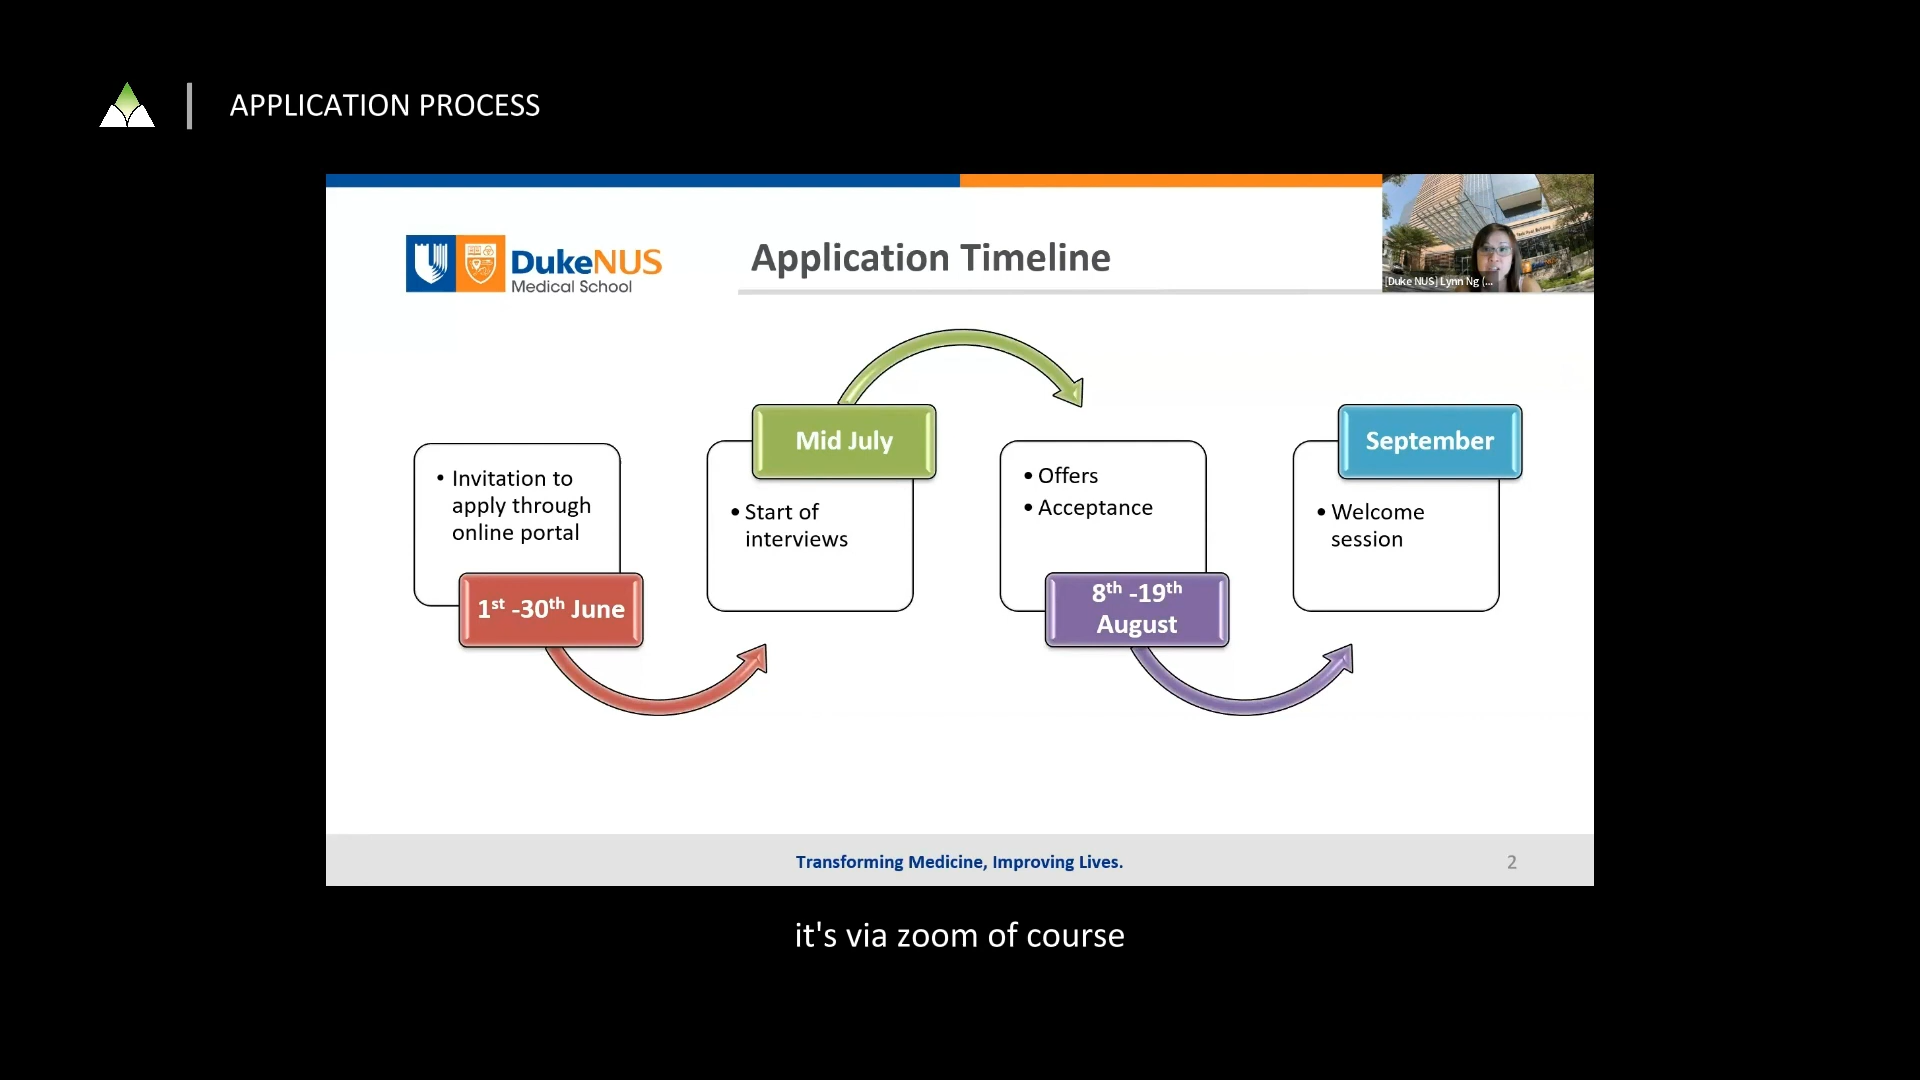 APPLICATION PROCESS
DukeNUS
Medical School
Application Timeline
[Duke NUS] Lynn Ng (...
• Invitation to
apply through
online portal
1st -30th June
Mid July
• Start of
interviews
• Offers
• Acceptance
8th -19th
August
September
• Welcome
session
Transforming Medicine, Improving Lives.
2
it's via zoom of course